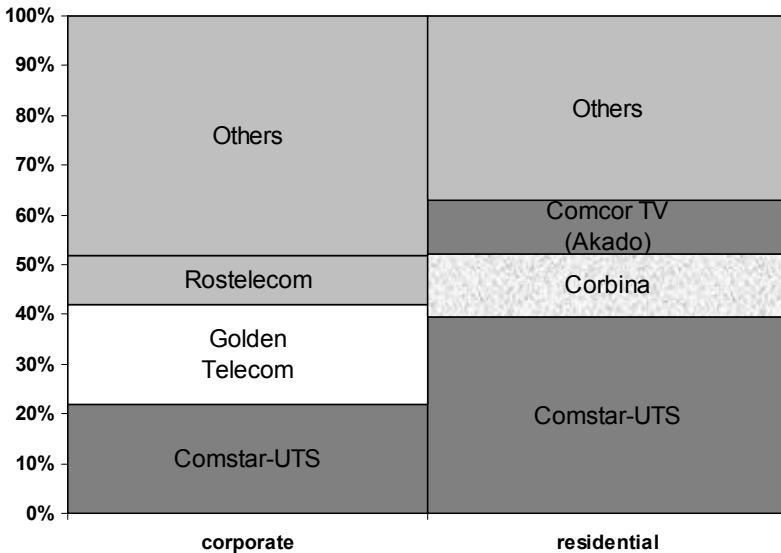 100%
90%
80%
70%
60%
50%
40%
30%
20%
10%
0%
Others
Rostelecom
Golden
Telecom
Comstar-UTS
Others
Comcor TV
(Akado)
Corbina
Comstar-UTS
corporate
residential